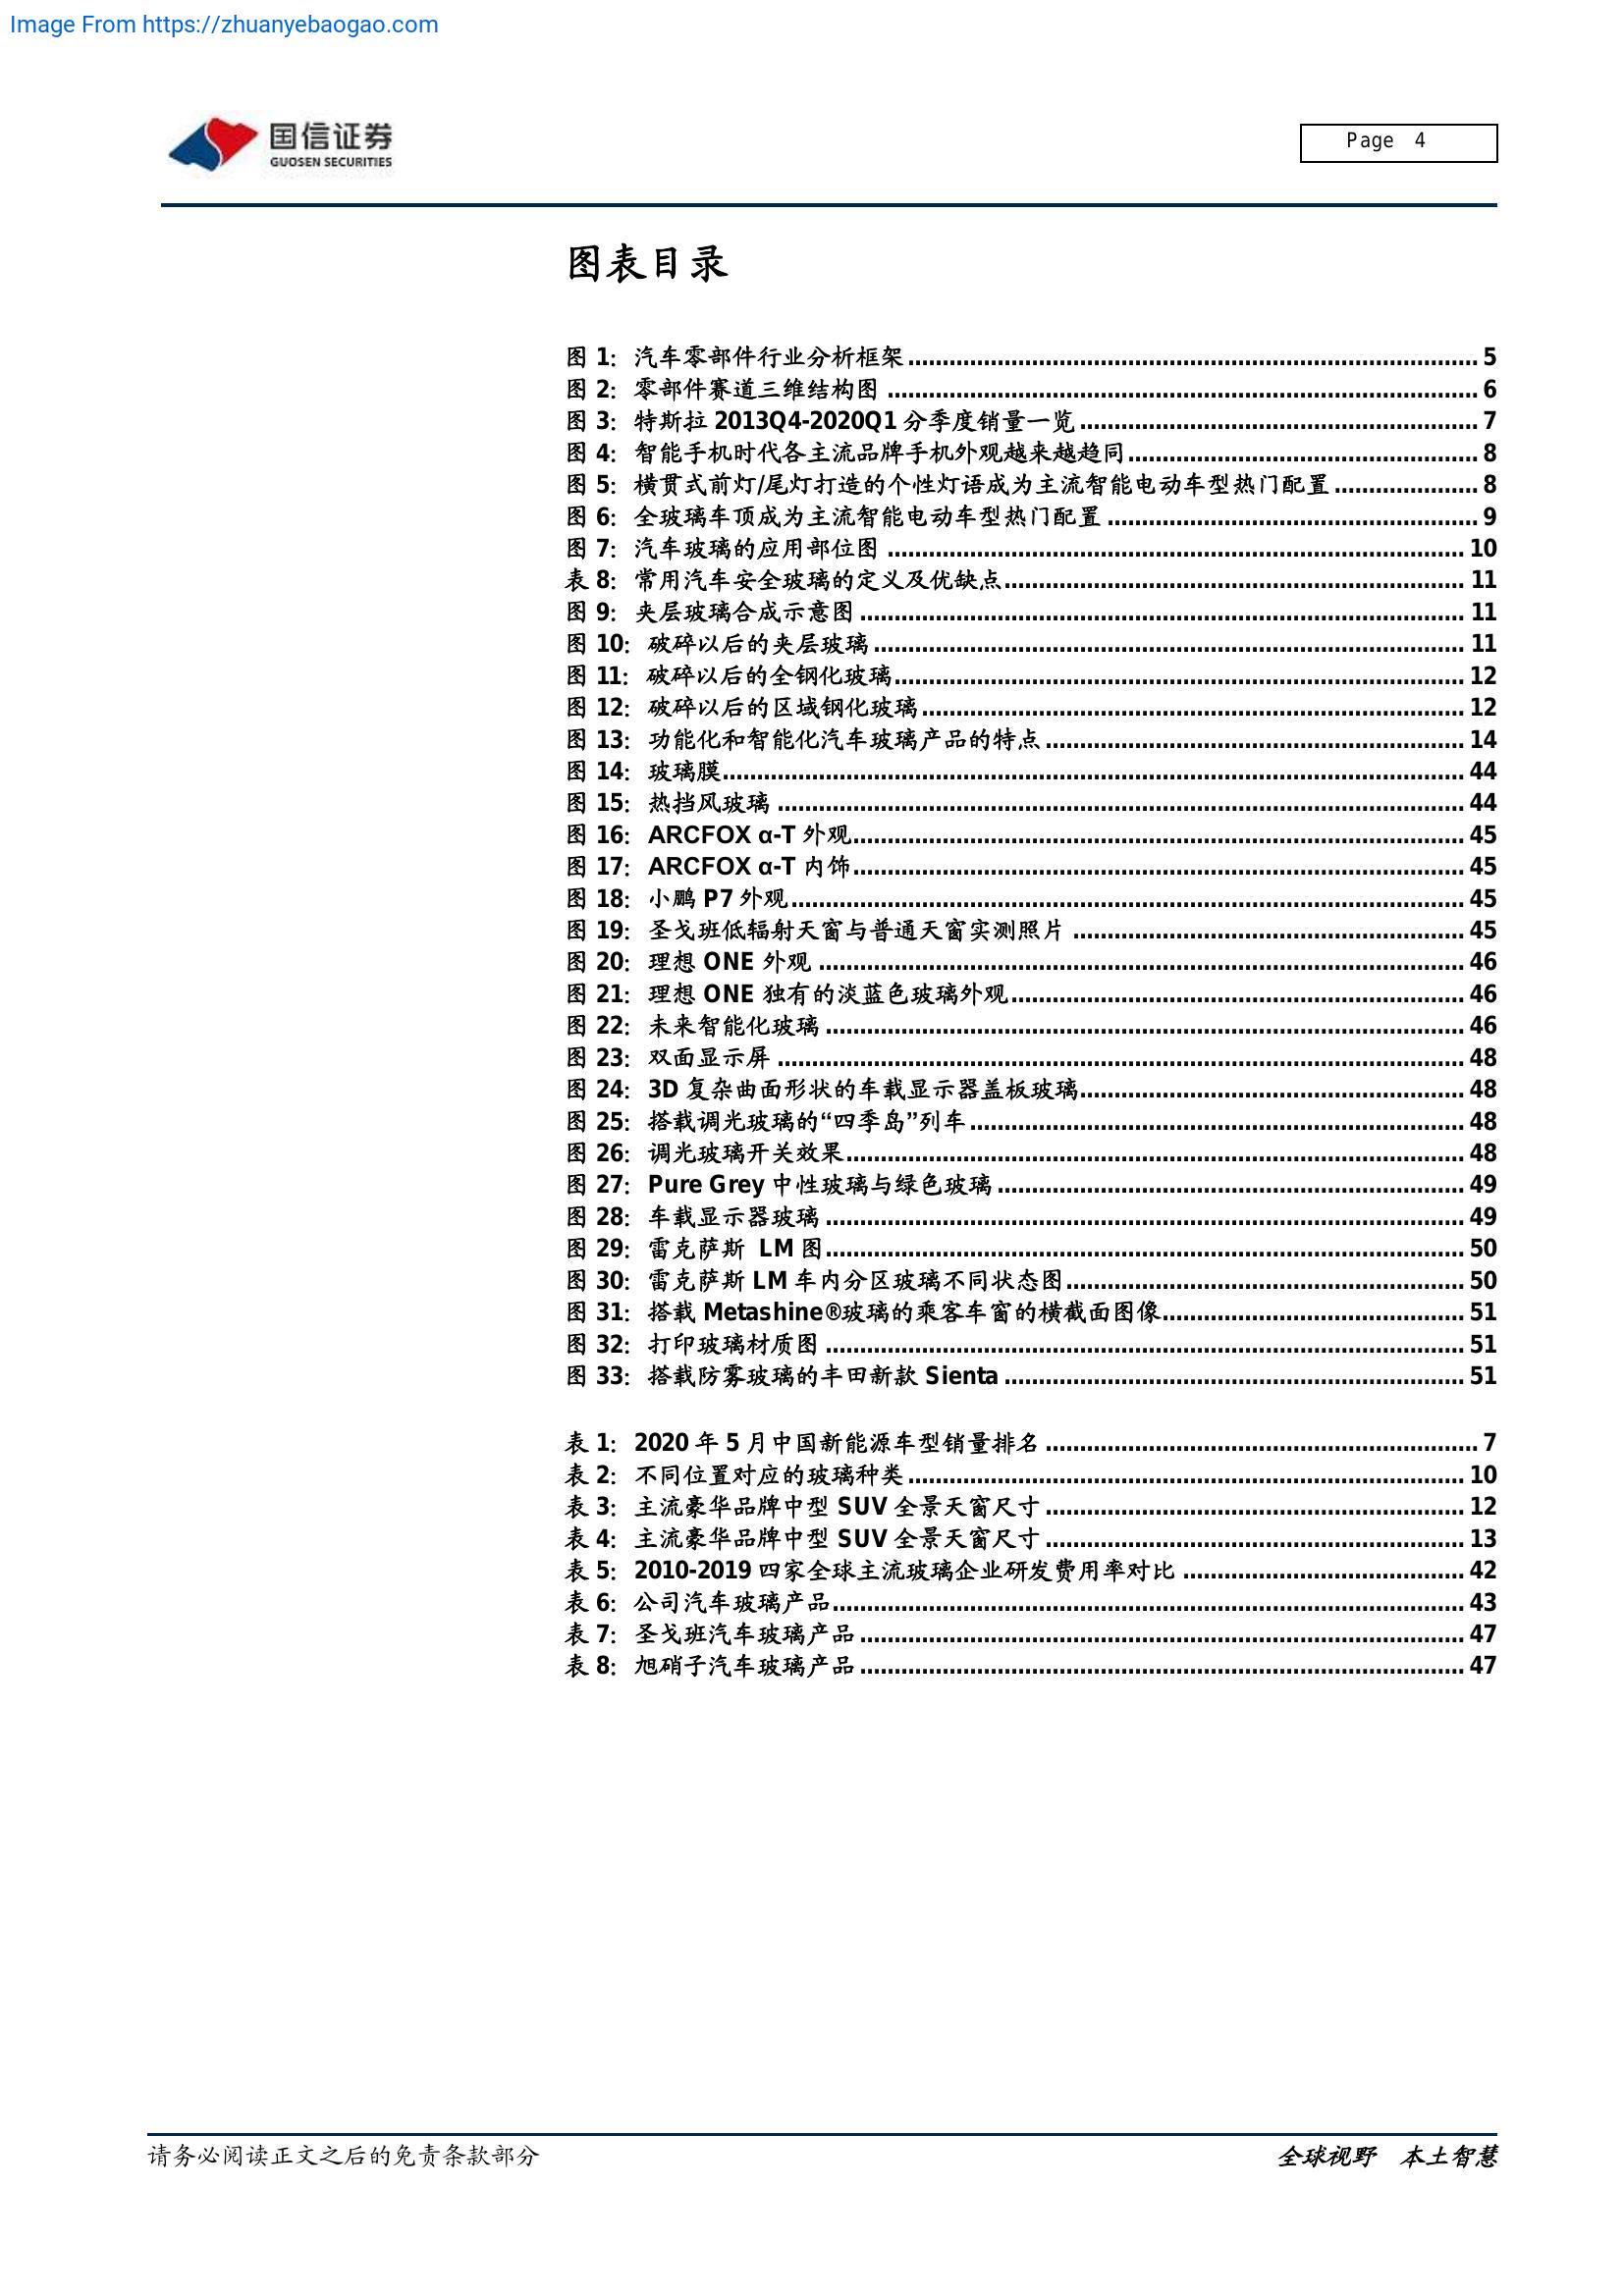 Image From https://zhuanyebaogao.com
国信证券
GUOSEN SECURITIES
Page 4
图表目录
图 1：汽车零部件行业分析框架 5
图 2：零部件赛道三维结构图 6
图 3：特斯拉 2013Q4-2020Q1 分季度销量一览 7
图 4：智能手机时代各主流品牌手机外观越来越趋同 8
图 5：横贯式前灯/尾灯打造的个性灯语成为主流智能电动车型热门配置 8
图 6：全玻璃车顶成为主流智能电动车型热门配置 9
图 7：汽车玻璃的应用部位图 10
表 8：常用汽车安全玻璃的定义及优缺点 11
图 9：夹层玻璃合成示意图 11
图 10：破碎以后的夹层玻璃 11
图 11：破碎以后的全钢化玻璃 12
图 12：破碎以后的区域钢化玻璃 12
图 13：功能化和智能化汽车玻璃产品的特点 14
图 14：玻璃膜 44
图 15：热挡风玻璃 44
图 16：ARCFOX α-T 外观 45
图 17：ARCFOX α-T 内饰 45
图 18：小鹏 P7 外观 45
图 19：圣戈班低辐射天窗与普通天窗实测照片 45
图 20：理想 ONE 外观 46
图 21：理想 ONE 独有的淡蓝色玻璃外观 46
图 22：未来智能化玻璃 46
图 23：双面显示屏 48
图 24：3D 复杂曲面形状的车载显示器盖板玻璃 48
图 25：搭载调光玻璃的“四季岛”列车 48
图 26：调光玻璃开关效果 48
图 27：Pure Grey 中性玻璃与绿色玻璃 49
图 28：车载显示器玻璃 49
图 29：雷克萨斯 LM 图 50
图 30：雷克萨斯 LM 车内分区玻璃不同状态图 50
图 31：搭载 Metashine®玻璃的乘客车窗的横截面图像 51
图 32：打印玻璃材质图 51
图 33：搭载防雾玻璃的丰田新款 Sienta 51
表 1：2020 年 5 月中国新能源车型销量排名 7
表 2：不同位置对应的玻璃种类 10
表 3：主流豪华品牌中型 SUV 全景天窗尺寸 12
表 4：主流豪华品牌中型 SUV 全景天窗尺寸 13
表 5：2010-2019 四家全球主流玻璃企业研发费用率对比 42
表 6：公司汽车玻璃产品 43
表 7：圣戈班汽车玻璃产品 47
表 8：旭硝子汽车玻璃产品 47
请务必阅读正文之后的免责条款部分
全球视野 本土智慧